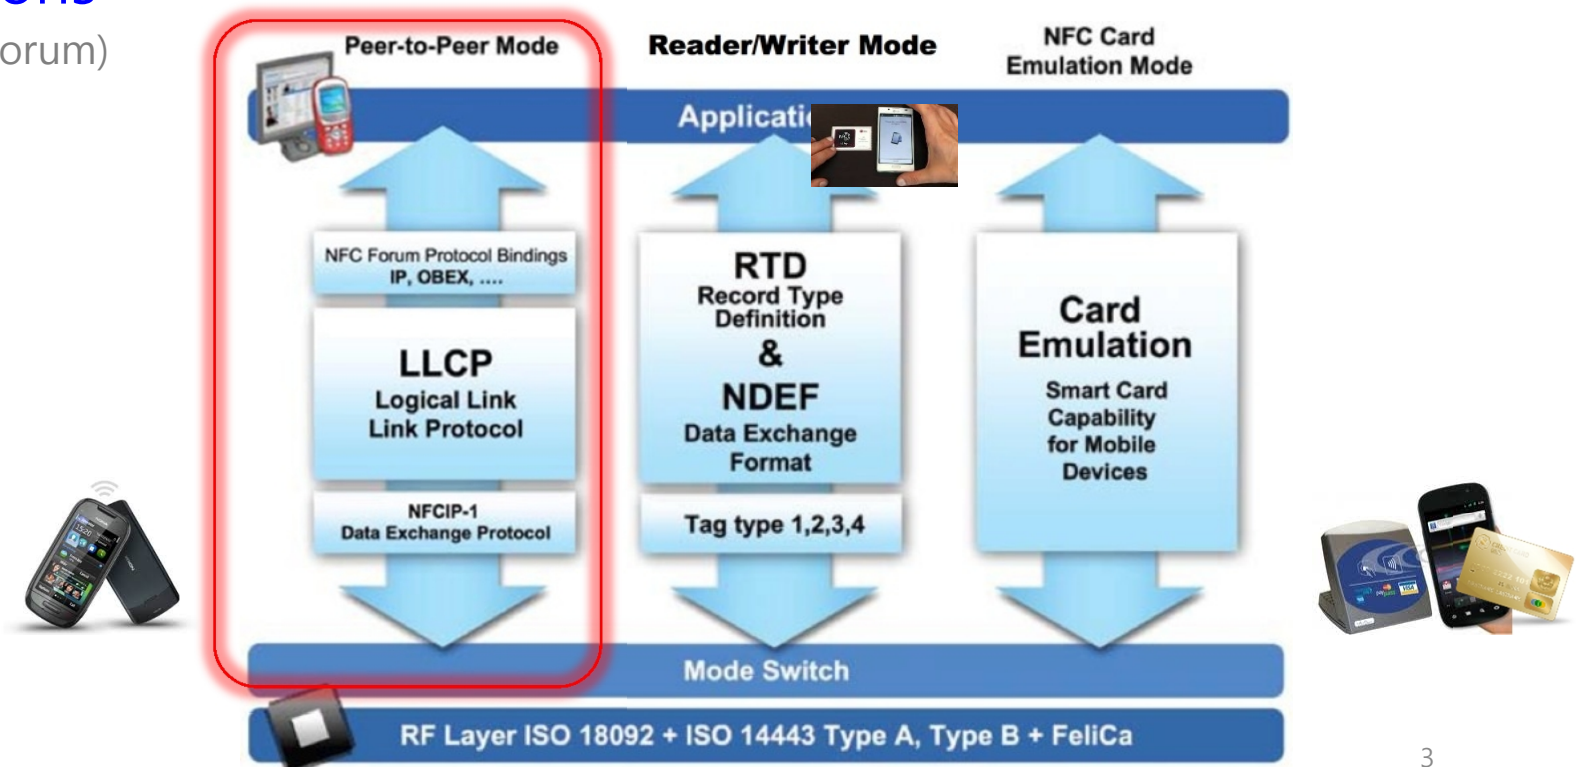 orum)
Peer-to-Peer Mode
Reader/Writer Mode
NFC Card
Emulation Mode
NFC Forum Protocol Bindings
IP, OBEX, ....
LLCP
Logical Link
Link Protocol
NFCIP-1
Data Exchange Protocol
RTD
Record Type
Definition
&
NDEF
Data Exchange
Format
Tag type 1,2,3,4
Card
Emulation
Smart Card
Capability
for Mobile
Devices
Mode Switch
RF Layer ISO 18092 + ISO 14443 Type A, Type B + FeliCa
3